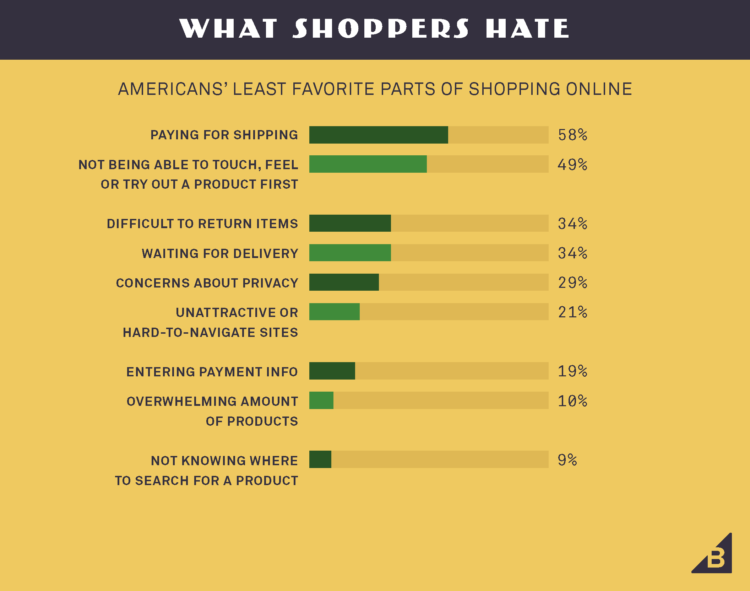 WHAT SHOPPERS HATE
AMERICANS' LEAST FAVORITE PARTS OF SHOPPING ONLINE
PAYING FOR SHIPPING 58%
NOT BEING ABLE TO TOUCH, FEEL 49%
OR TRY OUT A PRODUCT FIRST
DIFFICULT TO RETURN ITEMS 34%
WAITING FOR DELIVERY 34%
CONCERNS ABOUT PRIVACY 29%
UNATTRACTIVE OR 21%
HARD-TO-NAVIGATE SITES
ENTERING PAYMENT INFO 19%
OVERWHELMING AMOUNT 10%
OF PRODUCTS
NOT KNOWING WHERE 9%
TO SEARCH FOR A PRODUCT
B